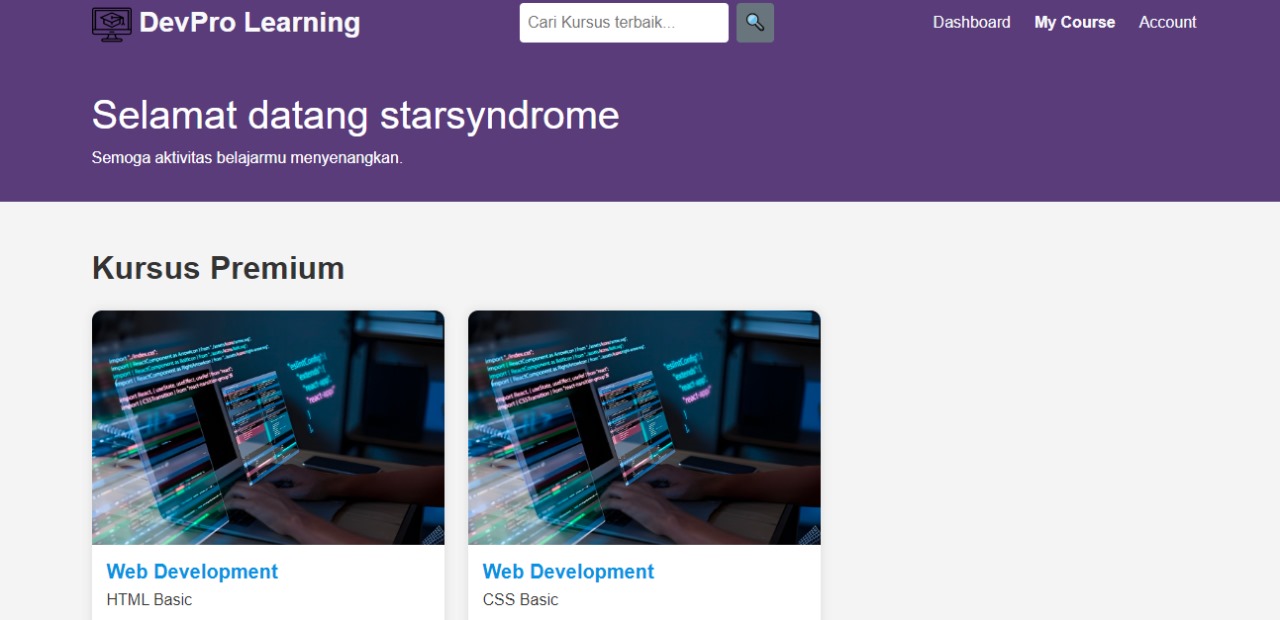 DevPro Learning
Cari Kursus terbaik...
Dashboard My Course Account
Selamat datang starsyndrome
Semoga aktivitas belajarmu menyenangkan.
Kursus Premium
Web Development
HTML Basic
Web Development
CSS Basic